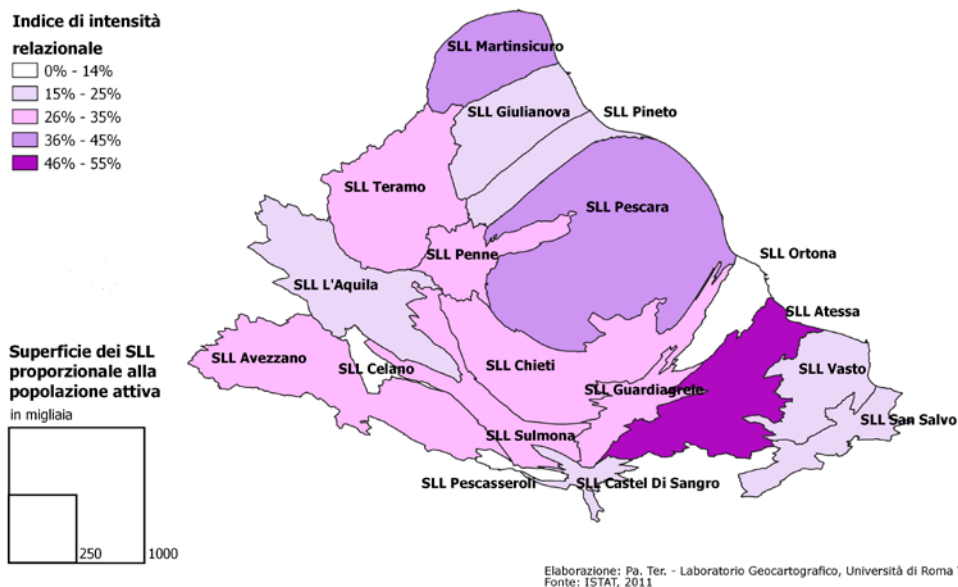 Indice di intensità
relazionale
0% - 14%
15% - 25%
26% - 35%
36% - 45%
46% - 55%
SLL Martinsicuro
SLL Giulianova
SLL Pineto
SLL Teramo
SLL Pescara
SLL Penne
SLL Ortona
SLL L'Aquila
SLL Atessa
SLL Avezzano
SLL Celano
SLL Chieti
SLL Vasto
SLL Guardiagrele
SLL San Salvo
SLL Sulmona
SLL Pescasseroli
SLL Castel Di Sangro
Superficie dei SLL
proporzionale alla
popolazione attiva
in migliaia
250
1000
Elaborazione: Pa. Ter. - Laboratorio Geocartografico, Università di Roma
Fonte: ISTAT, 2011